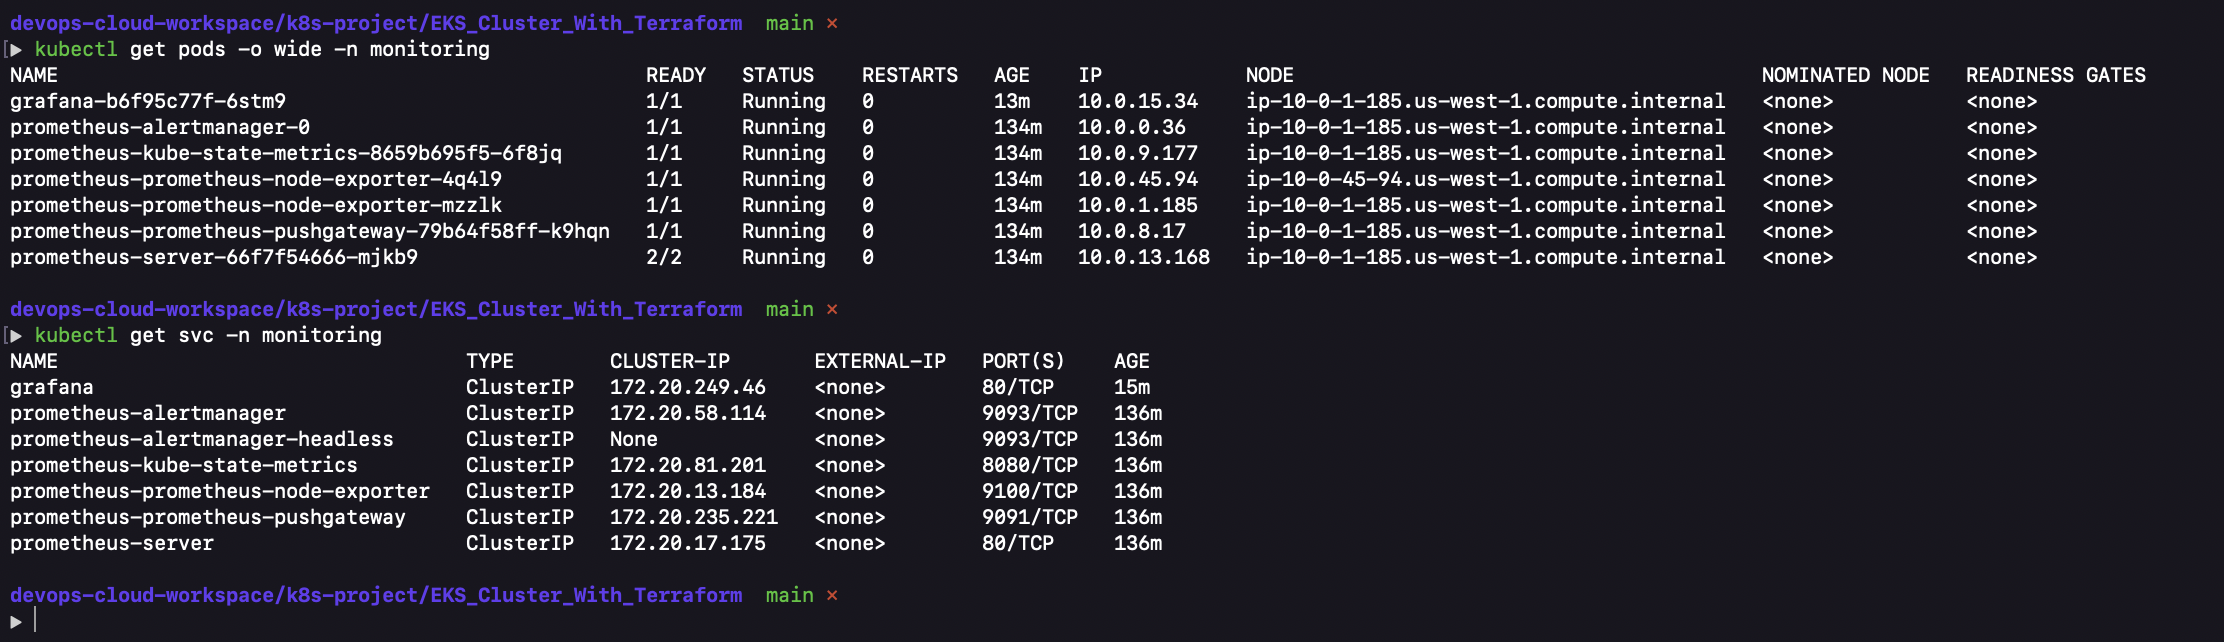 devops-cloud-workspace/k8s-project/EKS_Cluster_With_Terraform main ×
[▶ kubectl get pods -o wide -n monitoring
NAME READY STATUS RESTARTS AGE IP NODE NOMINATED NODE READINESS GATES
grafana-b6f95c77f-6stm9 1/1 Running 0 13m 10.0.15.34 ip-10-0-1-185.us-west-1.compute.internal <none> <none>
prometheus-alertmanager-0 1/1 Running 0 134m 10.0.0.36 ip-10-0-1-185.us-west-1.compute.internal <none> <none>
prometheus-kube-state-metrics-8659b695f5-6f8jq 1/1 Running 0 134m 10.0.9.177 ip-10-0-1-185.us-west-1.compute.internal <none> <none>
prometheus-prometheus-node-exporter-4q4l9 1/1 Running 0 134m 10.0.45.94 ip-10-0-45-94.us-west-1.compute.internal <none> <none>
prometheus-prometheus-node-exporter-mzzlk 1/1 Running 0 134m 10.0.1.185 ip-10-0-1-185.us-west-1.compute.internal <none> <none>
prometheus-prometheus-pushgateway-79b64f58ff-k9hqn 1/1 Running 0 134m 10.0.8.17 ip-10-0-1-185.us-west-1.compute.internal <none> <none>
prometheus-server-66f7f54666-mjkb9 2/2 Running 0 134m 10.0.13.168 ip-10-0-1-185.us-west-1.compute.internal <none> <none>
devops-cloud-workspace/k8s-project/EKS_Cluster_With_Terraform main ×
[▶ kubectl get svc -n monitoring
NAME TYPE CLUSTER-IP EXTERNAL-IP PORT(S) AGE
grafana ClusterIP 172.20.249.46 <none> 80/TCP 15m
prometheus-alertmanager ClusterIP 172.20.58.114 <none> 9093/TCP 136m
prometheus-alertmanager-headless ClusterIP None <none> 9093/TCP 136m
prometheus-kube-state-metrics ClusterIP 172.20.81.201 <none> 8080/TCP 136m
prometheus-prometheus-node-exporter ClusterIP 172.20.13.184 <none> 9100/TCP 136m
prometheus-prometheus-pushgateway ClusterIP 172.20.235.221 <none> 9091/TCP 136m
prometheus-server ClusterIP 172.20.17.175 <none> 80/TCP 136m
devops-cloud-workspace/k8s-project/EKS_Cluster_With_Terraform main ×
▶